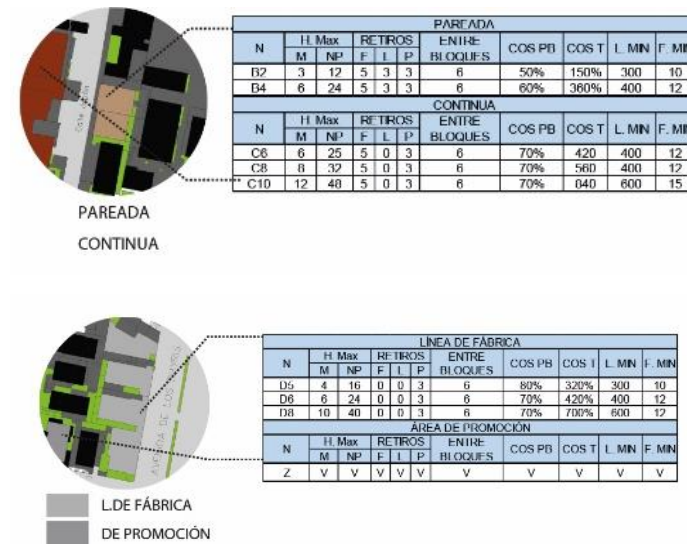 PAREADA
N H. Max RETIROS ENTRE BLOQUES COS PB COS T L. MIN F. MI
M NP F L P
B2 3 12 5 3 3 6 50% 150% 300 10
B4 6 24 5 3 3 6 60% 360% 400 12
CONTINUA
N H. Max RETIROS ENTRE BLOQUES COS PB COS T L. MIN F. MI
M NP F L P
C6 6 25 5 0 3 6 70% 420 400 12
C8 8 32 5 0 3 6 70% 560 400 12
C10 12 48 5 0 3 6 70% 840 600 15
PAREADA
CONTINUA
LÍNEA DE FÁBRICA
N H. Max RETIROS ENTRE BLOQUES COS PB COS T L. MIN F. MIN
M NP F L P
D5 4 16 0 0 3 6 80% 320% 300 10
D6 6 24 0 0 3 6 70% 420% 400 12
D8 10 40 0 0 3 6 70% 700% 600 12
ÁREA DE PROMOCIÓN
N H. Max RETIROS ENTRE BLOQUES COS PB COS T L. MIN F. MIN
M NP F L P
Z V V V V V V V V V V
AVENIDA DE LOS
L.DE FÁBRICA
DE PROMOCIÓN